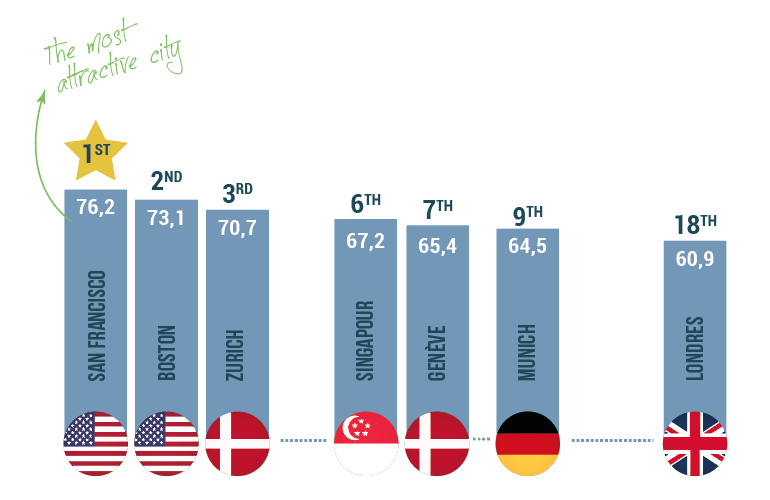 the most
attractive city
1ST
2ND
3RD
6TH
7TH
9TH
18TH
76,2
73,1
70,7
67,2
65,4
64,5
60,9
SAN FRANCISCO
BOSTON
ZURICH
SINGAPOUR
GENÈVE
MUNICH
LONDRES